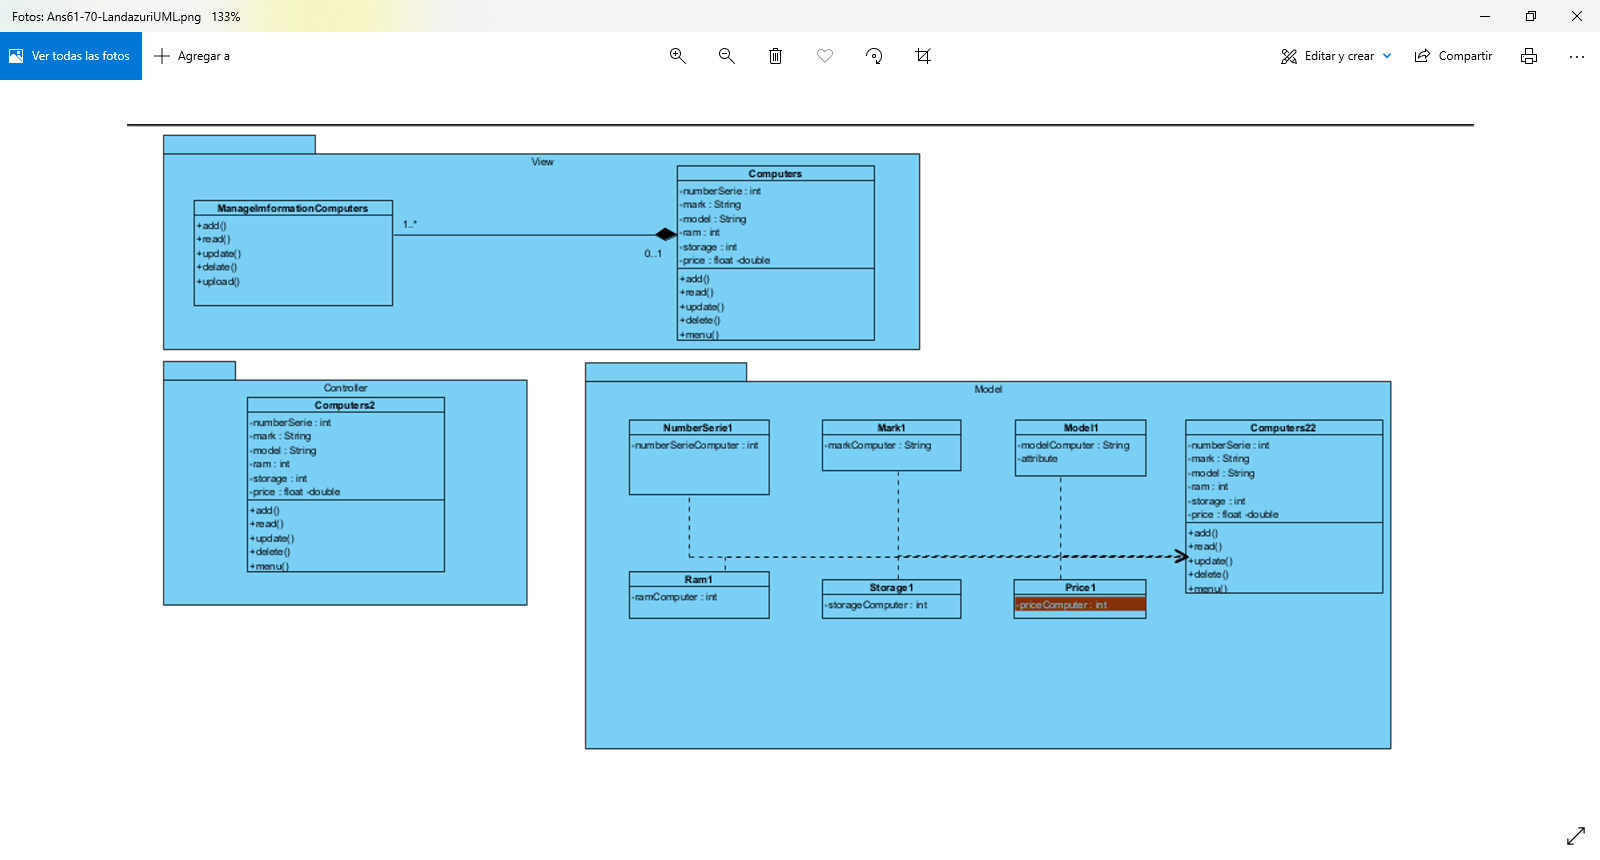 Fotos: Ans61-70-LandazuriUML.png 133%
Ver todas las fotos
Agregar a
Editar y crear
Compartir
View
ManageImformationComputers
+add()
+read()
+update()
+delate()
+upload()
1..*
0..1
Computers
-numberSerie : int
-mark : String
-model : String
-ram : int
-storage : int
-price : float -double
+add()
+read()
+update()
+delete()
+menu()
Controller
Computers2
-numberSerie : int
-mark : String
-model : String
-ram : int
-storage : int
-price : float -double
+add()
+read()
+update()
+delete()
+menu()
Model
NumberSerie1
-numberSerieComputer : int
Mark1
-markComputer : String
Model1
-modelComputer : String
-attribute
Computers22
-numberSerie : int
-mark : String
-model : String
-ram : int
-storage : int
-price : float -double
+add()
+read()
+update()
+delete()
+menu()
Ram1
-ramComputer : int
Storage1
-storageComputer : int
Price1
-priceComputer : int